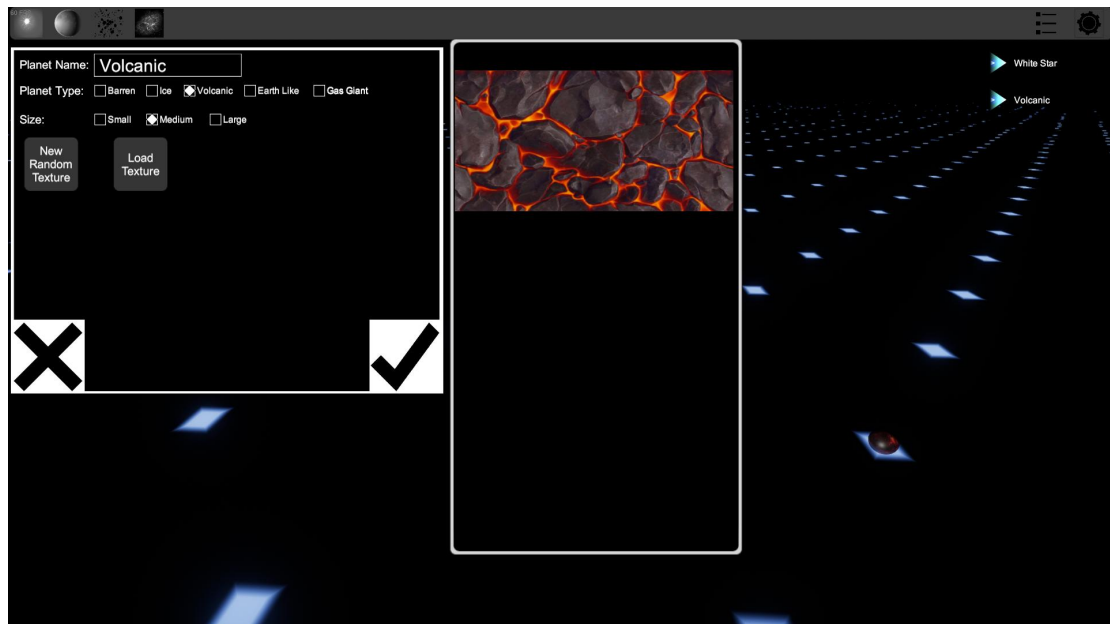 60
Planet Name: Volcanic
Planet Type: Barren Ice Volcanic Earth Like Gas Giant
Size: Small Medium Large
New Random Texture
Load Texture
White Star
Volcanic